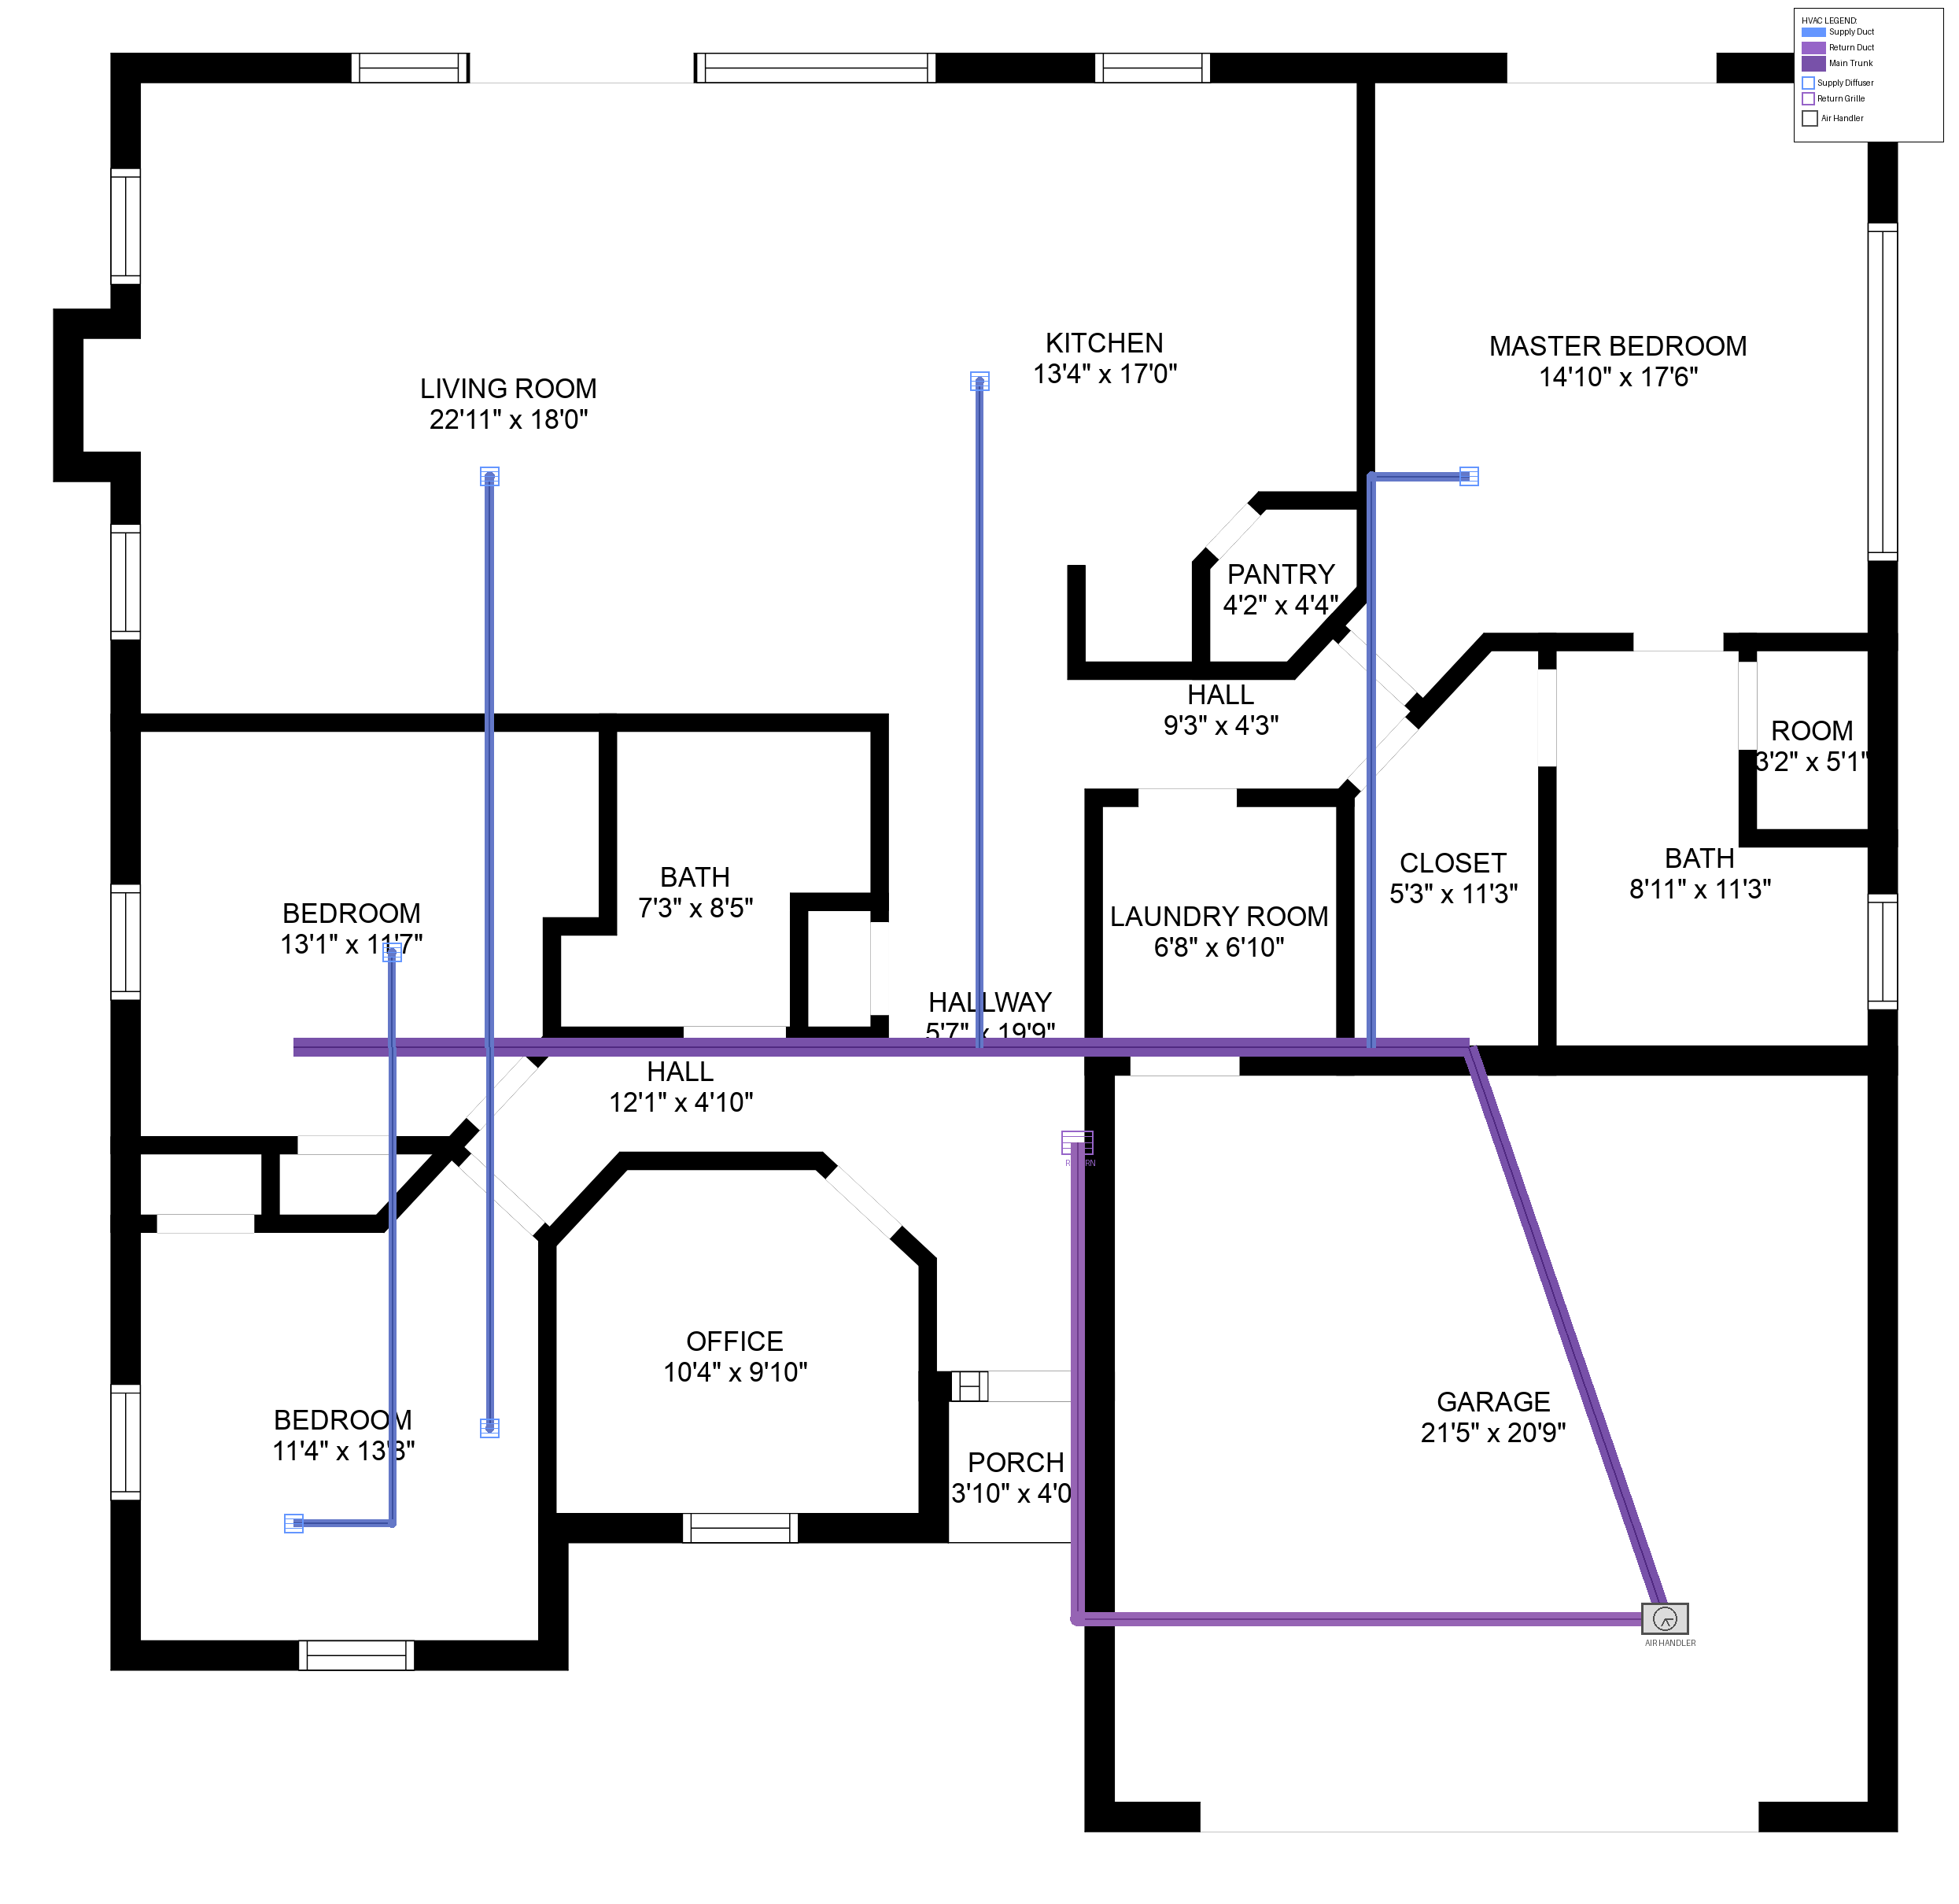 HVAC LEGEND:
Supply Duct
Return Duct
Main Trunk
Supply Diffuser
Return Grille
Air Handler
KITCHEN
13'4" x 17'0"
MASTER BEDROOM
14'10" x 17'6"
LIVING ROOM
22'11" x 18'0"
PANTRY
4'2" x 4'4"
HALL
9'3" x 4'3"
ROOM
3'2" x 5'1"
BATH
7'3" x 8'5"
CLOSET
5'3" x 11'3"
BATH
8'11" x 11'3"
BEDROOM
13'1" x 11'7"
LAUNDRY ROOM
6'8" x 6'10"
HALLWAY
5'7" x 19'9"
HALL
12'1" x 4'10"
RETURN
OFFICE
10'4" x 9'10"
GARAGE
21'5" x 20'9"
BEDROOM
11'4" x 13'3"
PORCH
3'10" x 4'0
AIR HANDLER